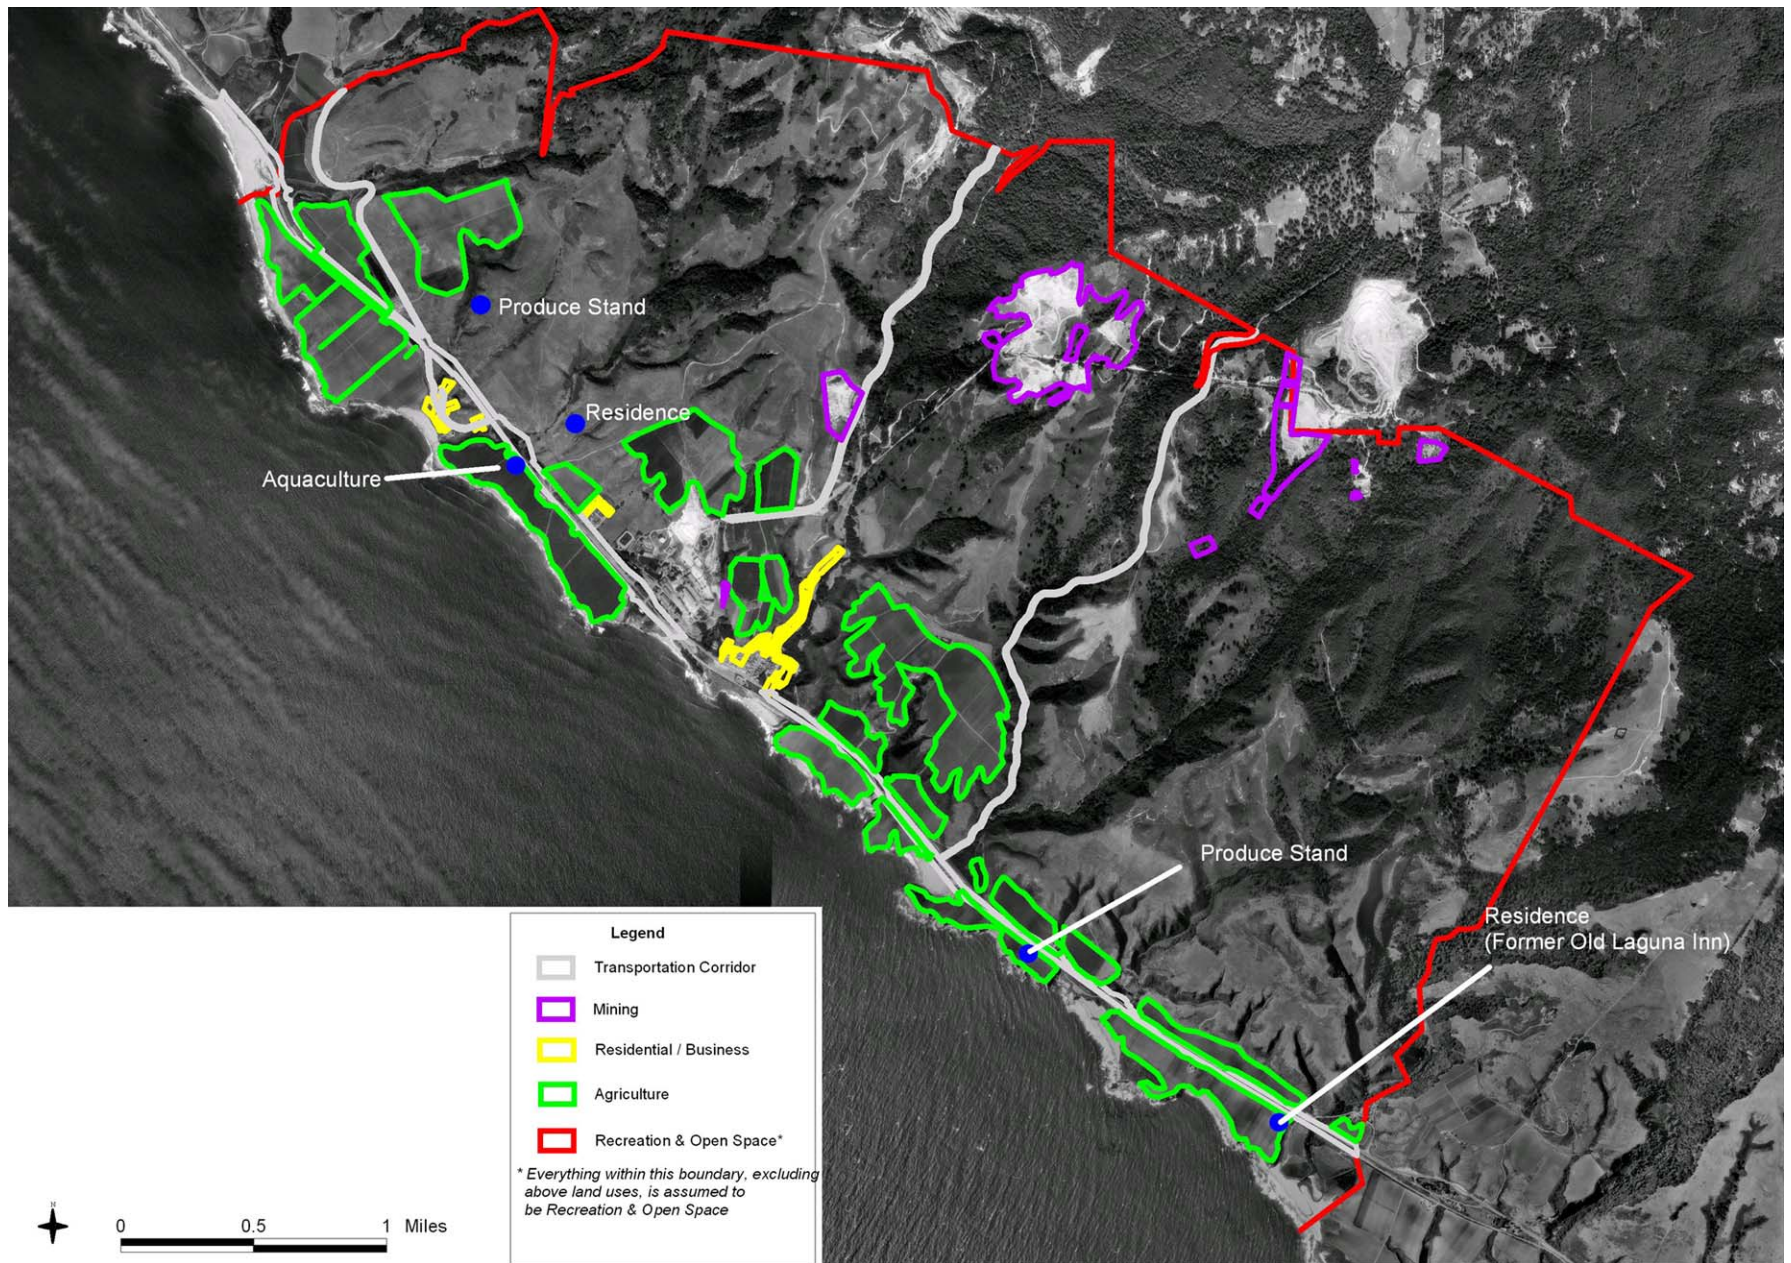 Produce Stand
Residence
Aquaculture
Produce Stand
Residence
(Former Old Laguna Inn)
Legend
Transportation Corridor
Mining
Residential / Business
Agriculture
Recreation & Open Space*
* Everything within this boundary, excluding
above land uses, is assumed to
be Recreation & Open Space
N
0 0.5 1 Miles